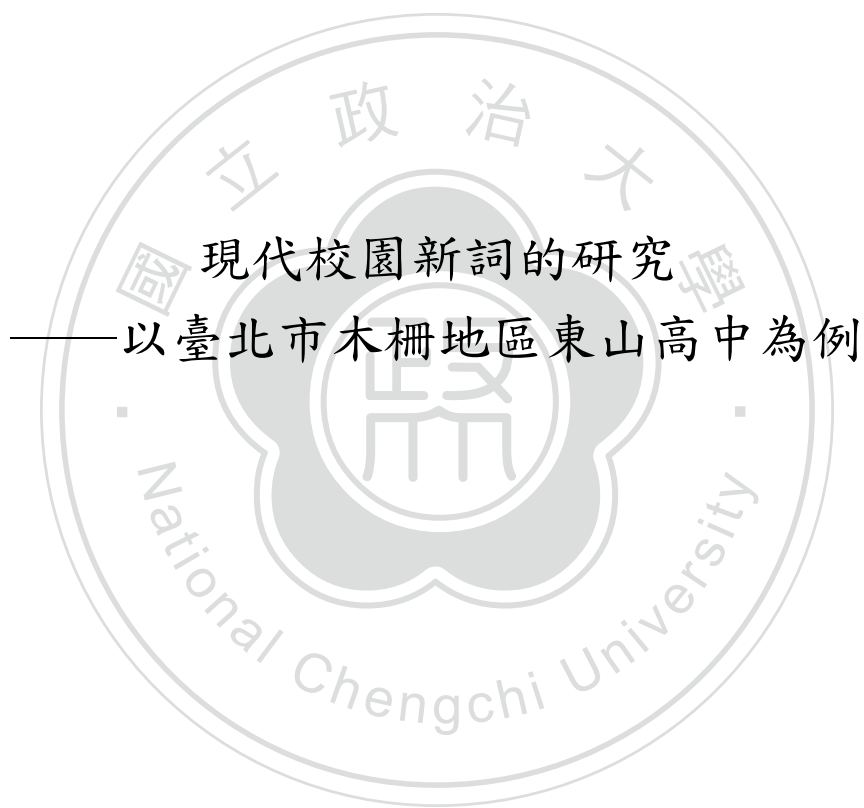 國立政治大學
現代校園新詞的研究
——以臺北市木柵地區東山高中為例
政
National Chengchi University